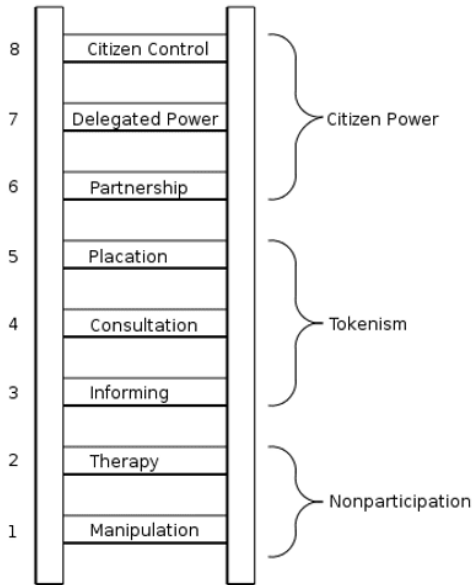 8 Citizen Control
7 Delegated Power
Citizen Power
6 Partnership
5 Placation
4 Consultation
Tokenism
3 Informing
2 Therapy
Nonparticipation
1 Manipulation